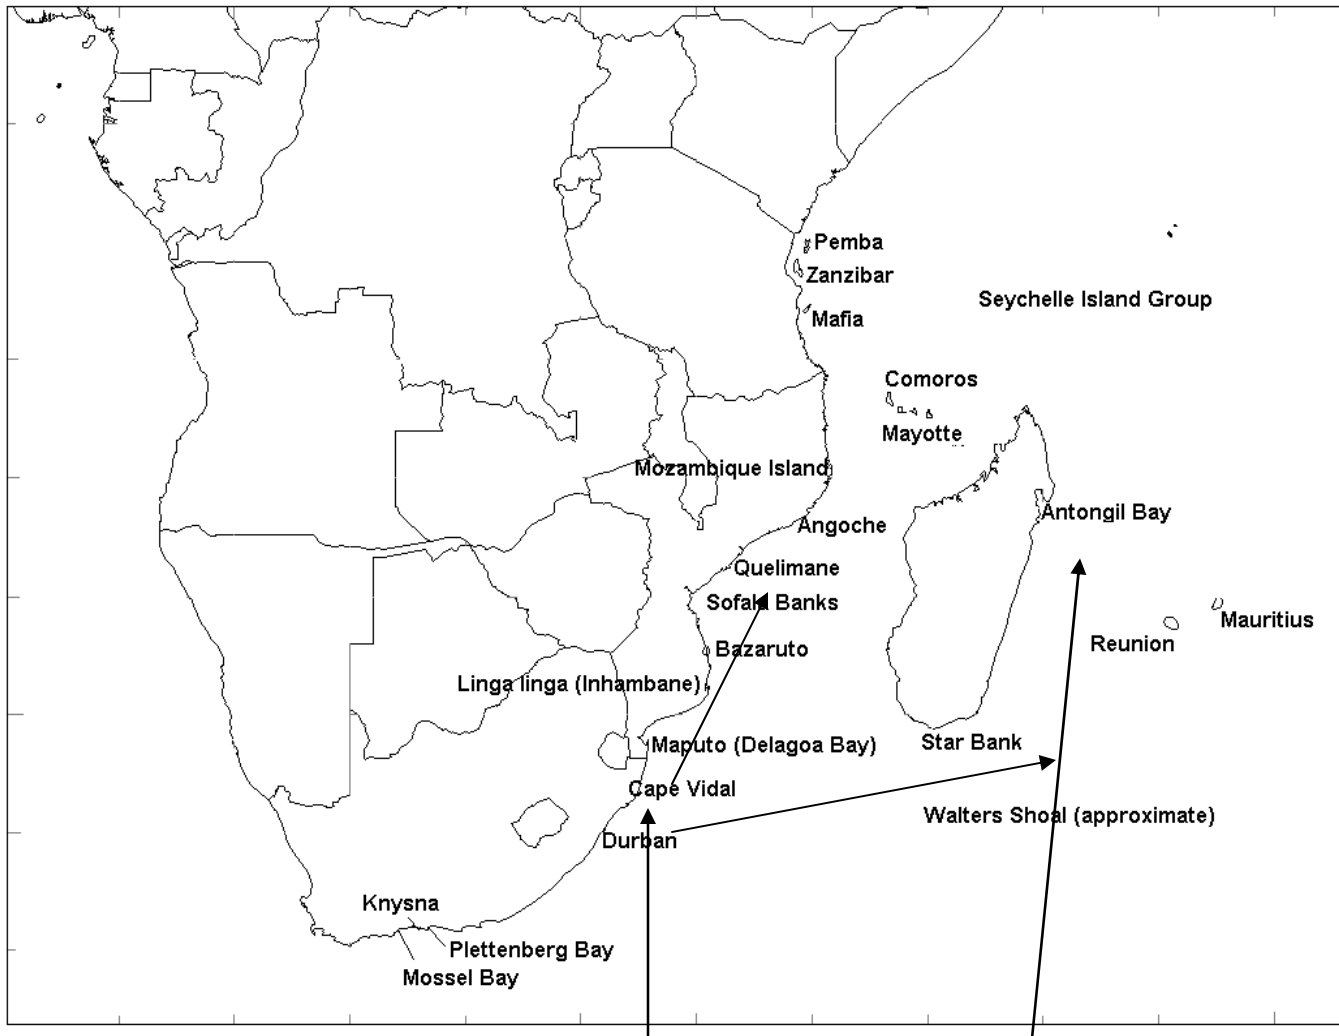 Pemba
Zanzibar
Seychelle Island Group
Mafia
Comoros
Mayotte
Mozambique Island
Antongil Bay
Angoche
Quelimane
Sofala Banks
Mauritius
Reunion
Bazaruto
Linga linga (Inhambane)
Star Bank
Maputo (Delagoa Bay)
Cape Vidal
Walters Shoal (approximate)
Durban
Knysna
Plettenberg Bay
Mossel Bay